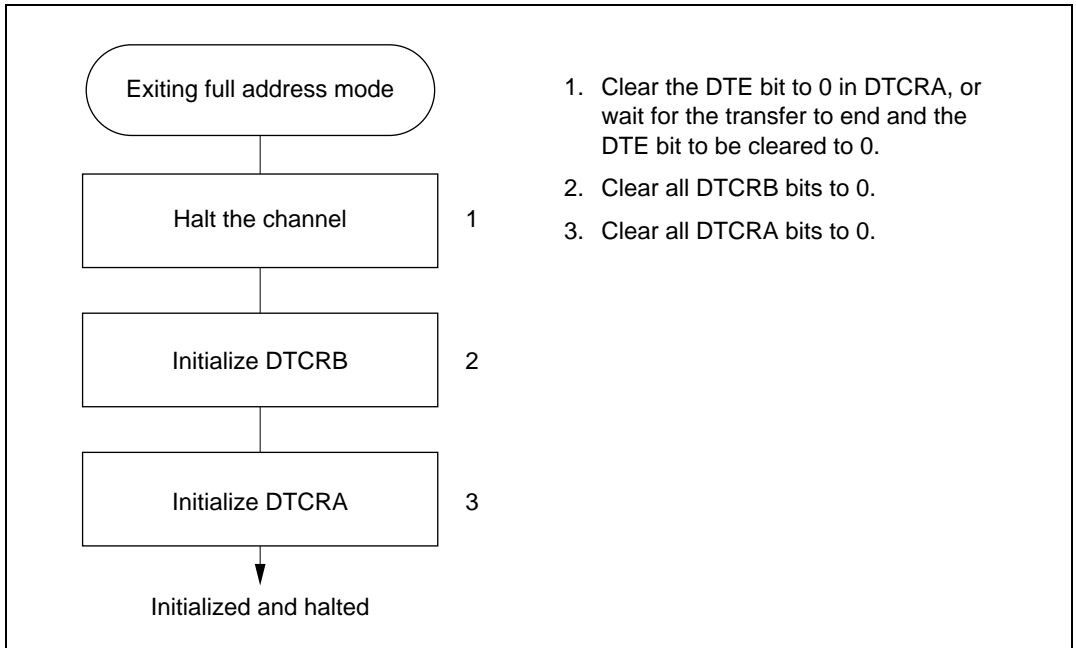 Exiting full address mode
Halt the channel
1
Initialize DTCRB
2
Initialize DTCRA
3
Initialized and halted
1. Clear the DTE bit to 0 in DTCRA, or
wait for the transfer to end and the
DTE bit to be cleared to 0.
2. Clear all DTCRB bits to 0.
3. Clear all DTCRA bits to 0.